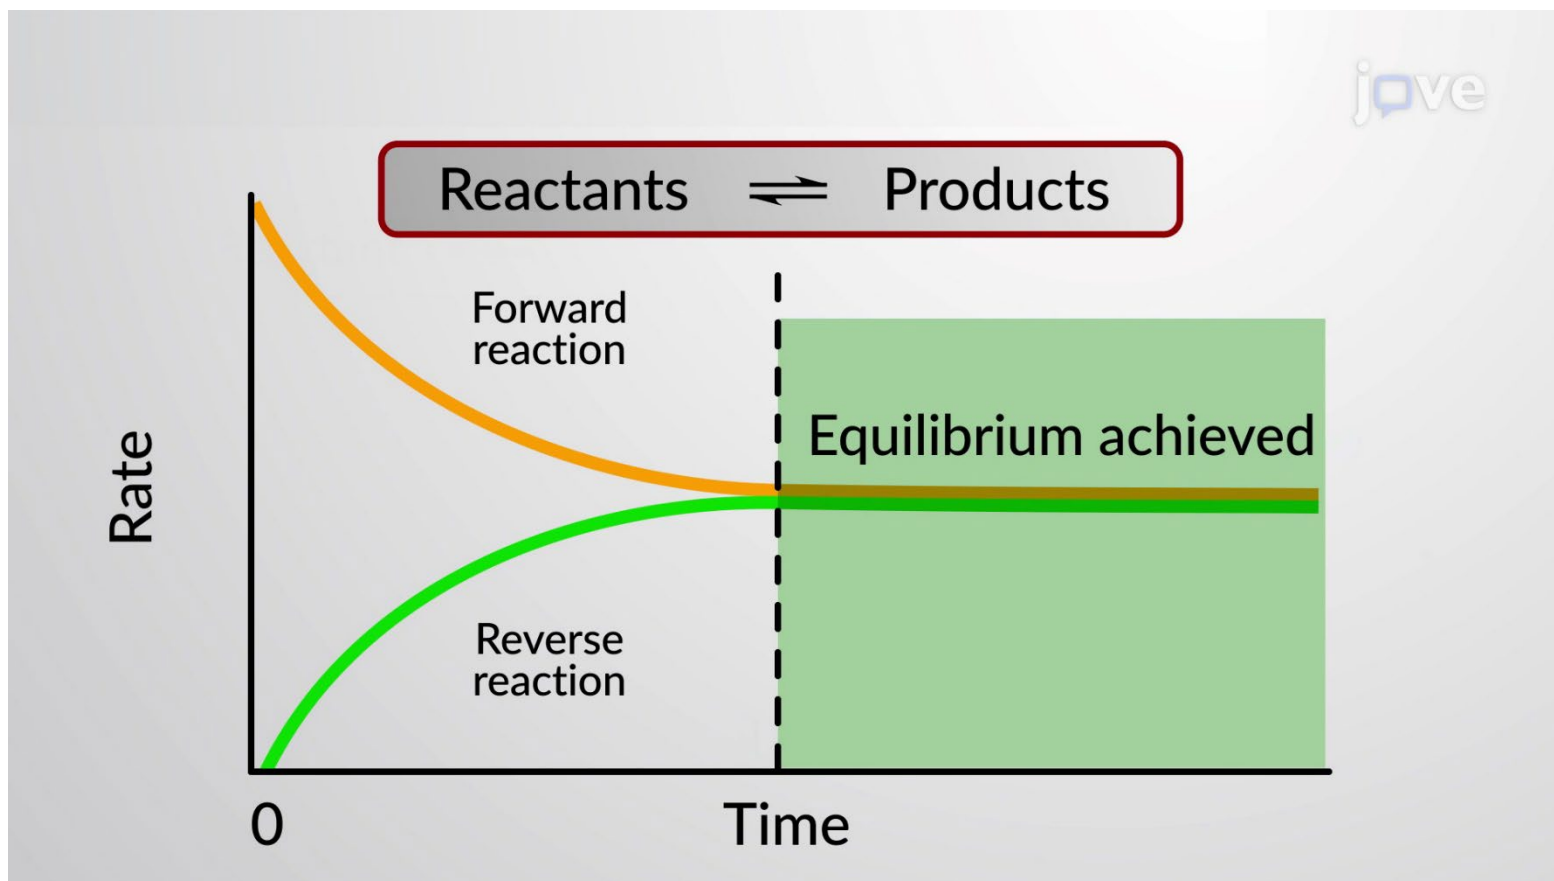 jove
Reactants ⇌ Products
Forward
reaction
Equilibrium achieved
Rate
Reverse
reaction
0
Time